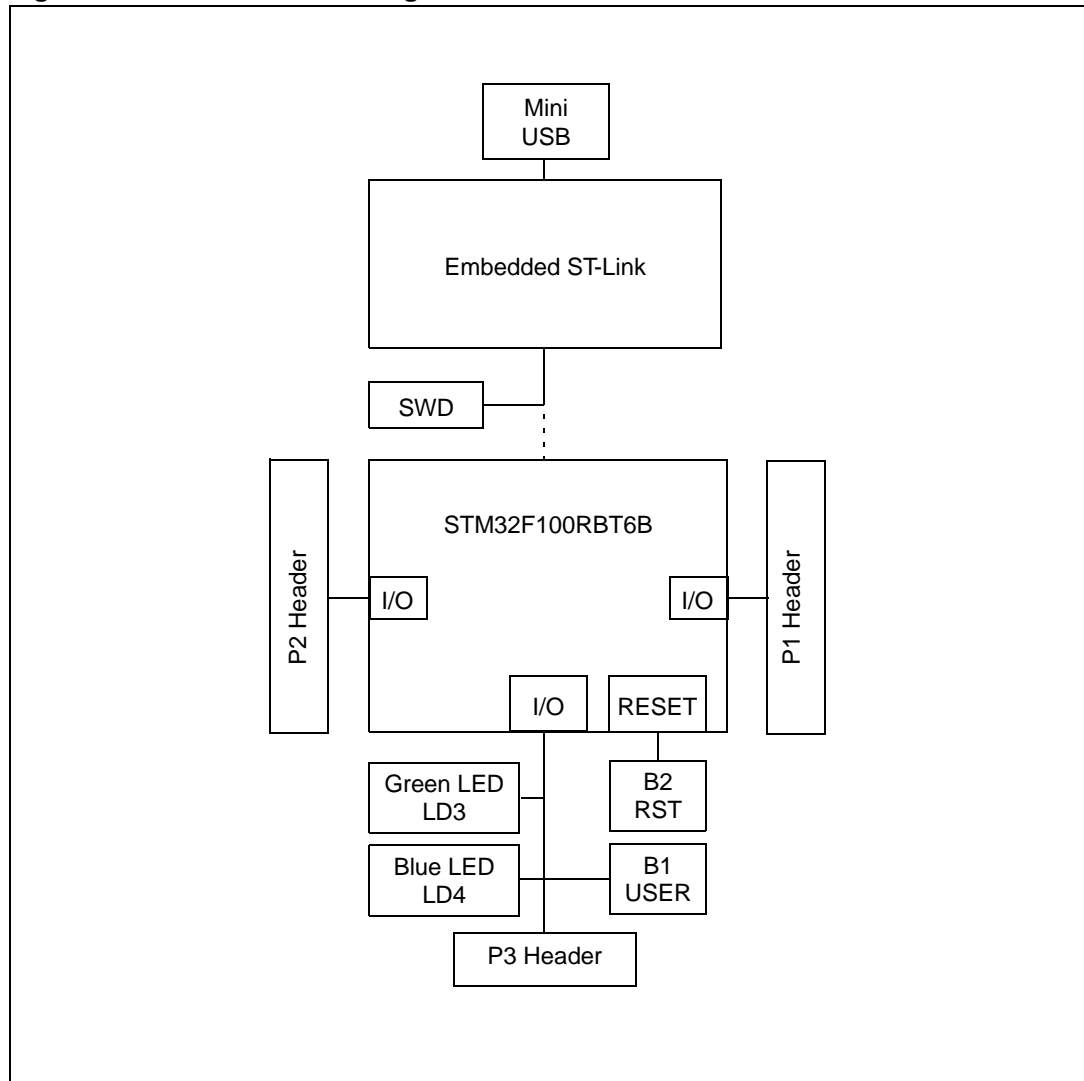 Mini
USB
Embedded ST-Link
SWD
STM32F100RBT6B
P2 Header
I/O
I/O
P1 Header
I/O
RESET
Green LED
LD3
B2
RST
Blue LED
LD4
B1
USER
P3 Header